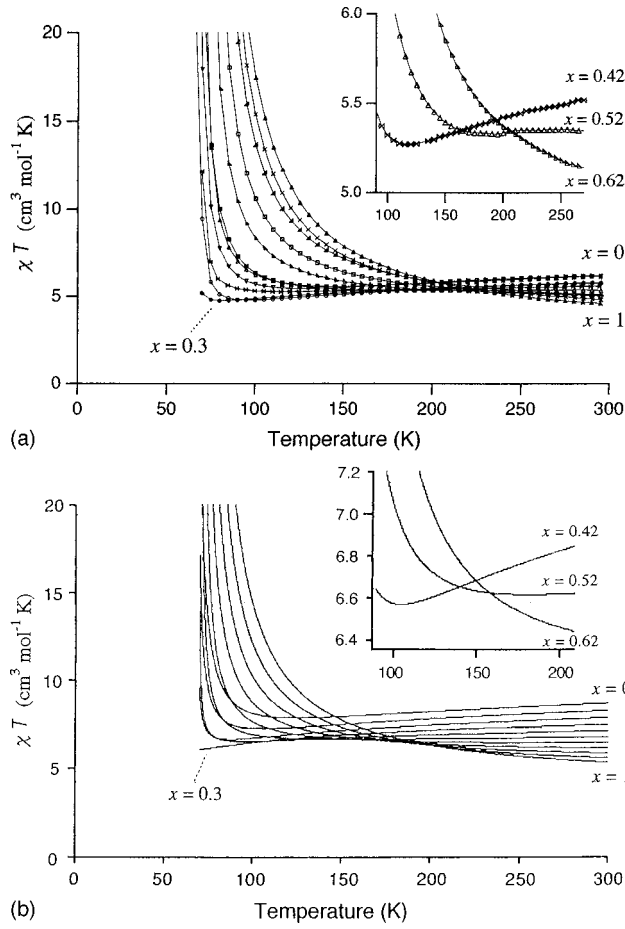 20
15
10
5
0
χ T (cm³ mol⁻¹ K)
6.0
5.5
5.0
100
150
200
250
x = 0.42
x = 0.52
x = 0.62
x = 0
x = 1
x = 0.3
0
50
100
150
200
250
300
(a)
Temperature (K)
20
15
10
5
0
χ T (cm³ mol⁻¹ K)
7.2
7.0
6.8
6.6
6.4
100
150
200
x = 0.42
x = 0.52
x = 0.62
x = 0
x = 
x = 0.3
0
50
100
150
200
250
300
(b)
Temperature (K)